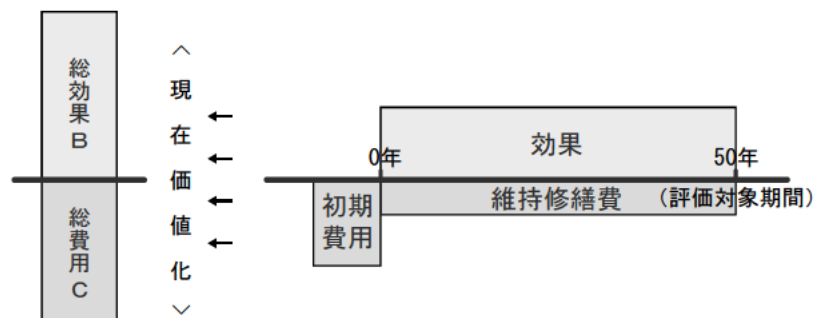 総効果B
総費用C
〈現在価値化〉
0年
効果
50年
初期
費用
維持修繕費
(評価対象期間)